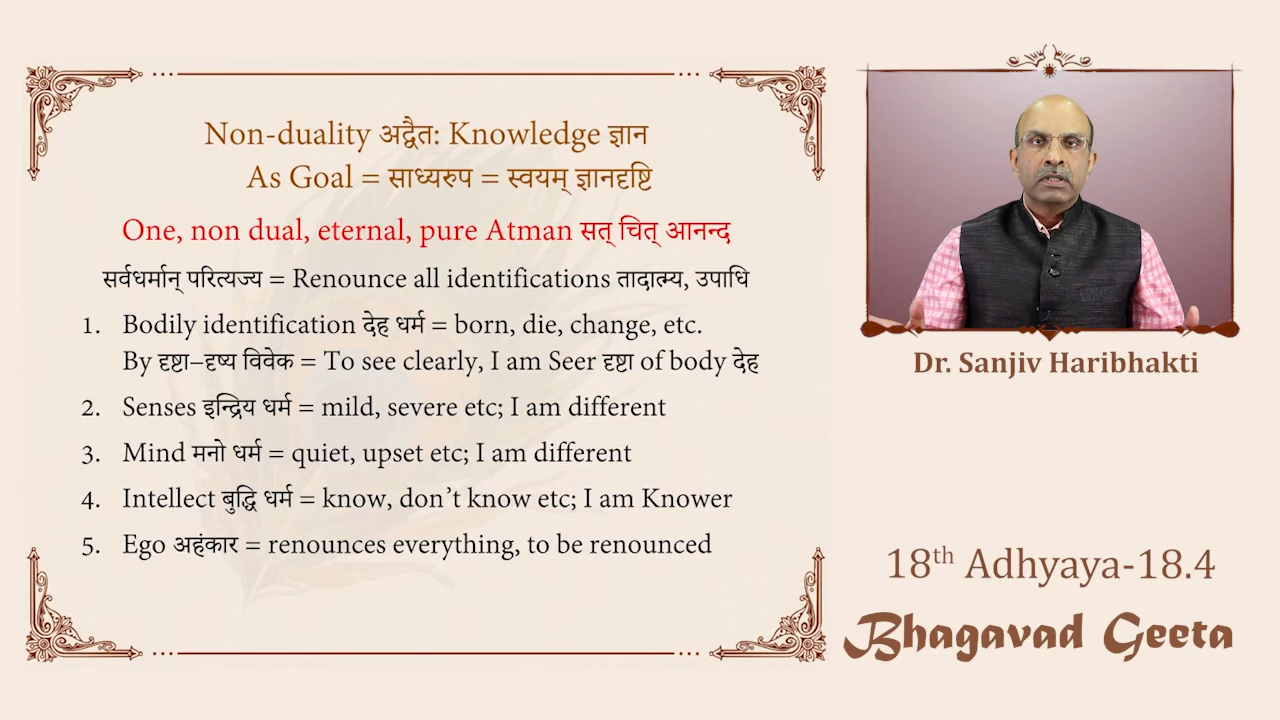 Non-duality अद्वैत: Knowledge ज्ञान
As Goal = साध्यरुप = स्वयम् ज्ञानदृष्टि
One, non dual, eternal, pure Atman सत् चित् आनन्द
सर्वधर्मान् परित्यज्य = Renounce all identifications तादात्म्य, उपाधि
1. Bodily identification देह धर्म = born, die, change, etc.
By दृष्टा–दृष्य विवेक = To see clearly, I am Seer दृष्टा of body देह
2. Senses इन्द्रिय धर्म = mild, severe etc; I am different
3. Mind मनो धर्म = quiet, upset etc; I am different
4. Intellect बुद्धि धर्म = know, don’t know etc; I am Knower
5. Ego अहंकार = renounces everything, to be renounced
Dr. Sanjiv Haribhakti
18th Adhyaya-18.4
Bhagavad Geeta